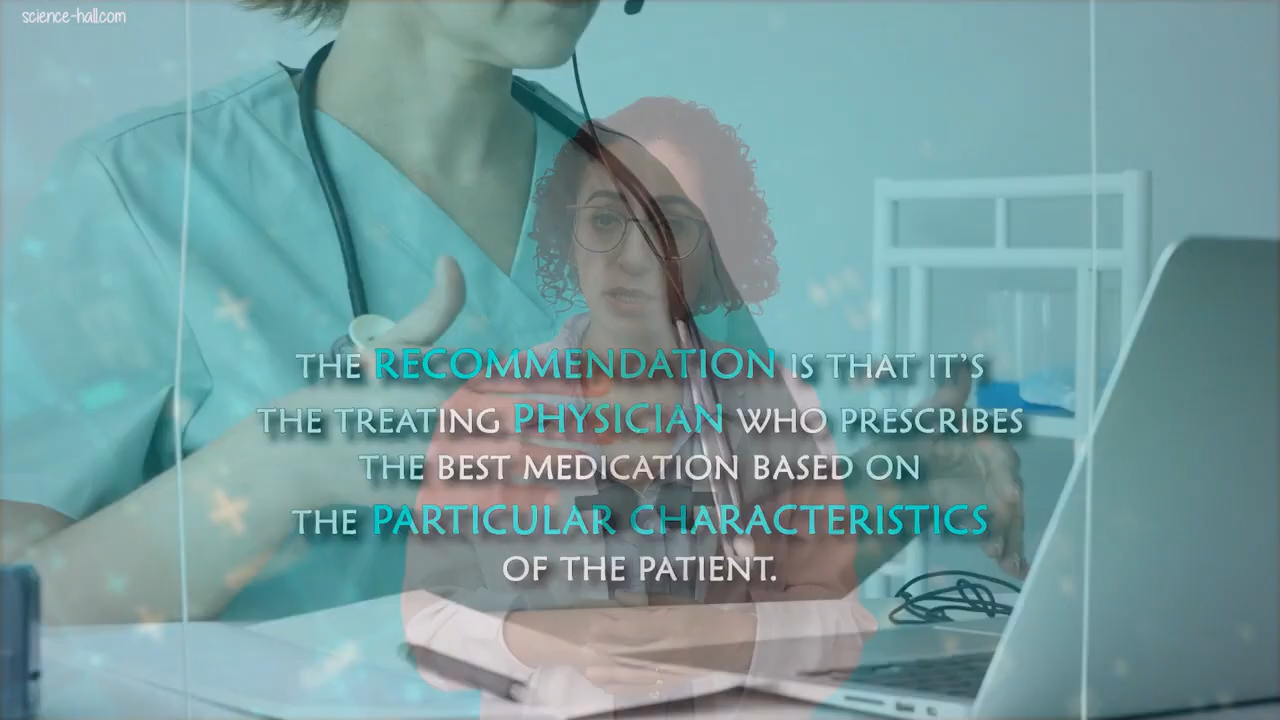 science-hall.com
THE RECOMMENDATION IS THAT IT'S
THE TREATING PHYSICIAN WHO PRESCRIBES
THE BEST MEDICATION BASED ON
THE PARTICULAR CHARACTERISTICS
OF THE PATIENT.